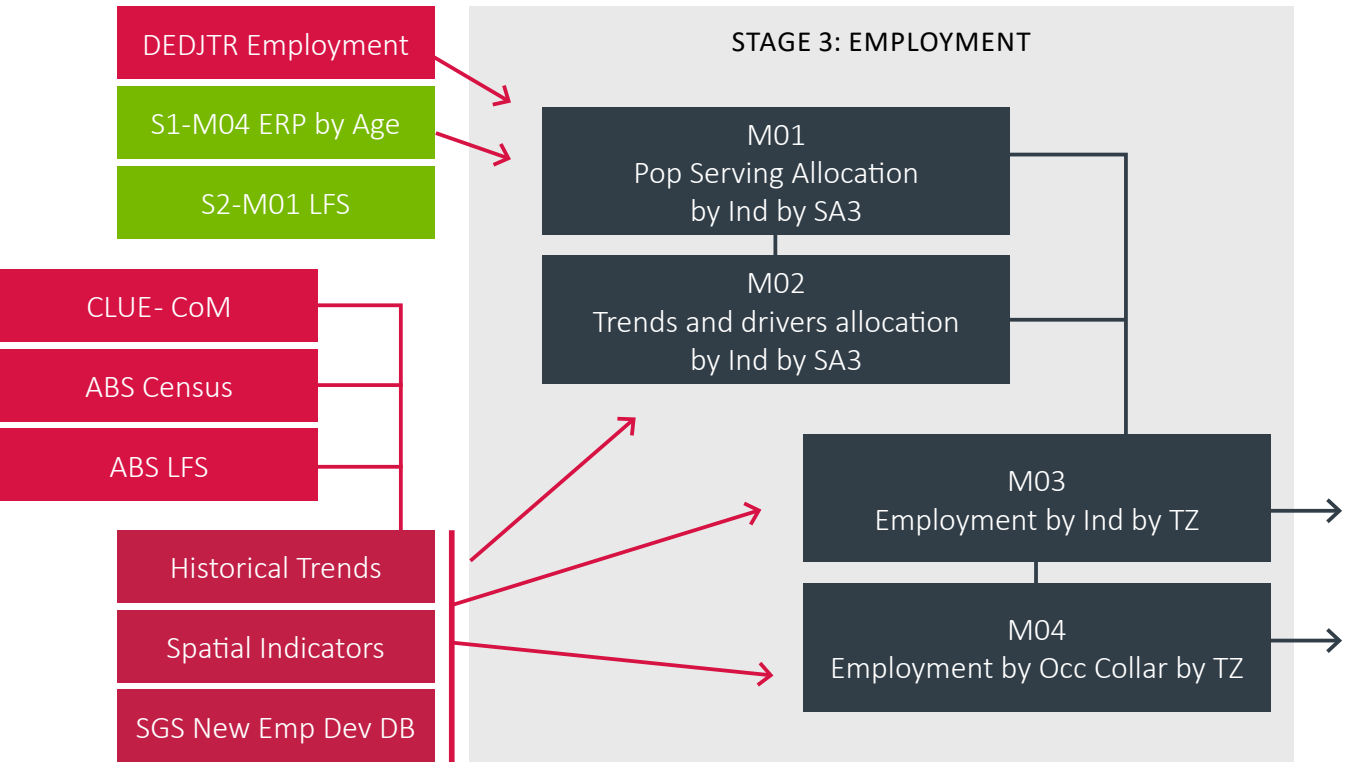 DEDJTR Employment
S1-M04 ERP by Age
S2-M01 LFS
CLUE- CoM
ABS Census
ABS LFS
Historical Trends
Spatial Indicators
SGS New Emp Dev DB
STAGE 3: EMPLOYMENT
M01
Pop Serving Allocation
by Ind by SA3
M02
Trends and drivers allocation
by Ind by SA3
M03
Employment by Ind by TZ
M04
Employment by Occ Collar by TZ